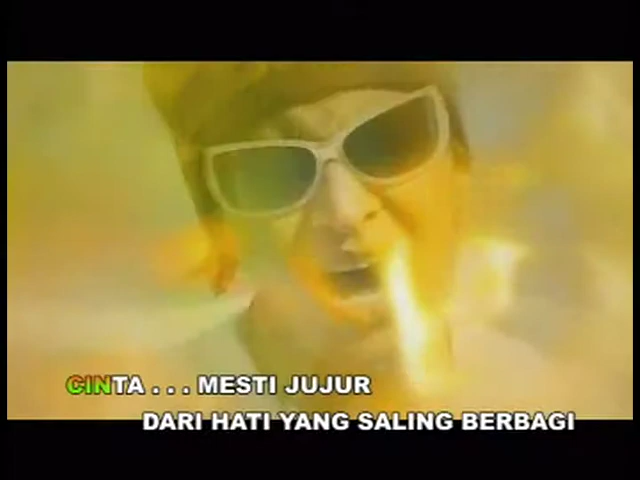 CINTA . . . MESTI JUJUR
DARI HATI YANG SALING BERBAGI